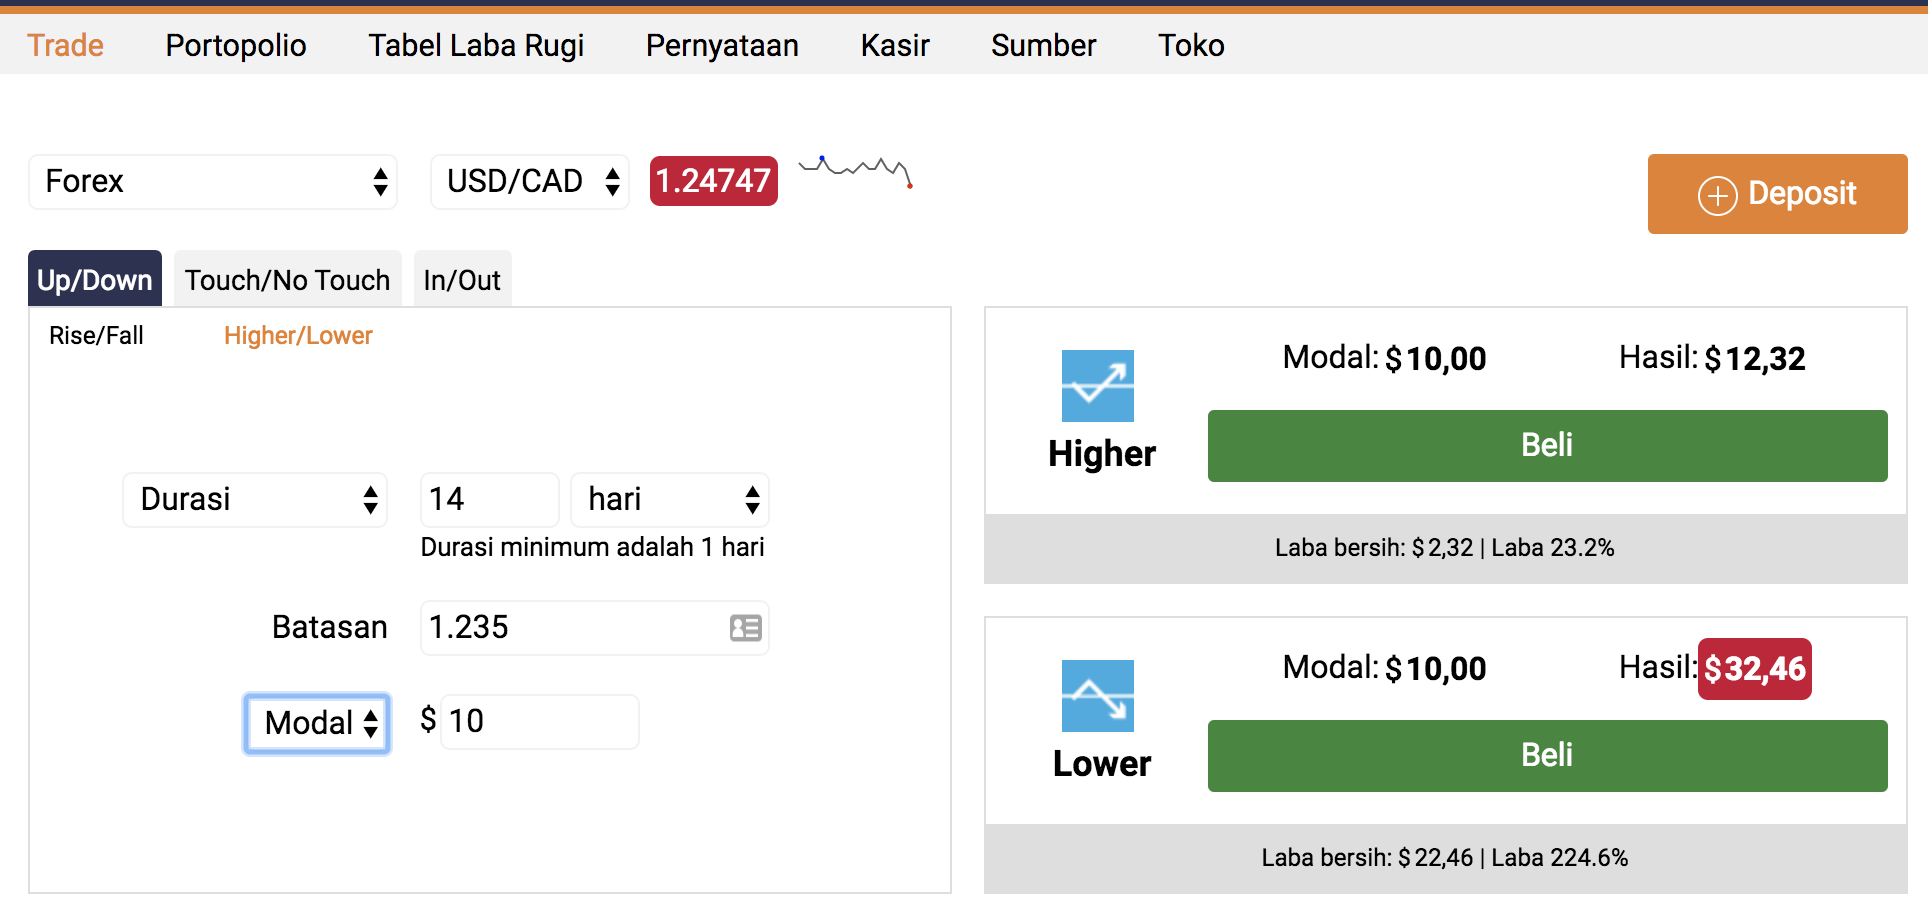 Trade Portopolio Tabel Laba Rugi Pernyataan Kasir Sumber Toko
Forex USD/CAD 1.24747
Deposit
Up/Down Touch/No Touch In/Out
Rise/Fall Higher/Lower
Durasi 14 hari
Durasi minimum adalah 1 hari
Batasan 1.235
Modal $ 10
Modal: $10,00 Hasil: $12,32
Higher
Beli
Laba bersih: $2,32 | Laba 23.2%
Modal: $10,00 Hasil: $32,46
Lower
Beli
Laba bersih: $22,46 | Laba 224.6%